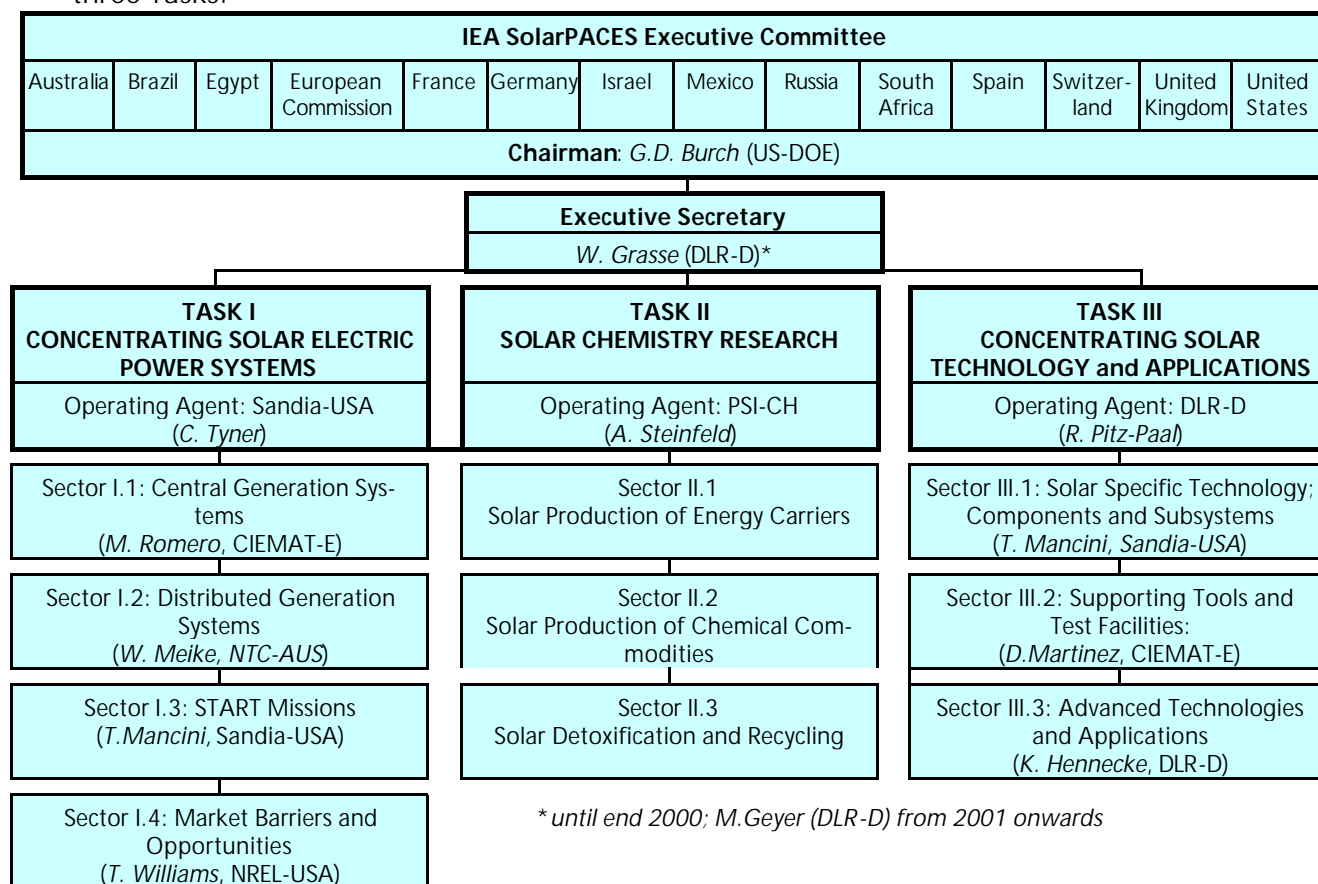 three Tasks:
IEA SolarPACES Executive Committee
Australia Brazil Egypt European Commission France Germany Israel Mexico Russia South Africa Spain Switzer-land United Kingdom United States
Chairman: G.D. Burch (US-DOE)
Executive Secretary
W. Grasse (DLR-D)*
TASK I
CONCENTRATING SOLAR ELECTRIC
POWER SYSTEMS
Operating Agent: Sandia-USA
(C. Tyner)
TASK II
SOLAR CHEMISTRY RESEARCH
Operating Agent: PSI-CH
(A. Steinfeld)
TASK III
CONCENTRATING SOLAR
TECHNOLOGY and APPLICATIONS
Operating Agent: DLR-D
(R. Pitz-Paal)
Sector I.1: Central Generation Sys-
tems
(M. Romero, CIEMAT-E)
Sector II.1
Solar Production of Energy Carriers
Sector III.1: Solar Specific Technology;
Components and Subsystems
(T. Mancini, Sandia-USA)
Sector I.2: Distributed Generation
Systems
(W. Meike, NTC-AUS)
Sector II.2
Solar Production of Chemical Com-
modities
Sector III.2: Supporting Tools and
Test Facilities:
(D.Martinez, CIEMAT-E)
Sector I.3: START Missions
(T.Mancini, Sandia-USA)
Sector II.3
Solar Detoxification and Recycling
Sector III.3: Advanced Technologies
and Applications
(K. Hennecke, DLR-D)
Sector I.4: Market Barriers and
Opportunities
(T. Williams, NREL-USA)
*until end 2000; M.Geyer (DLR-D) from 2001 onwards